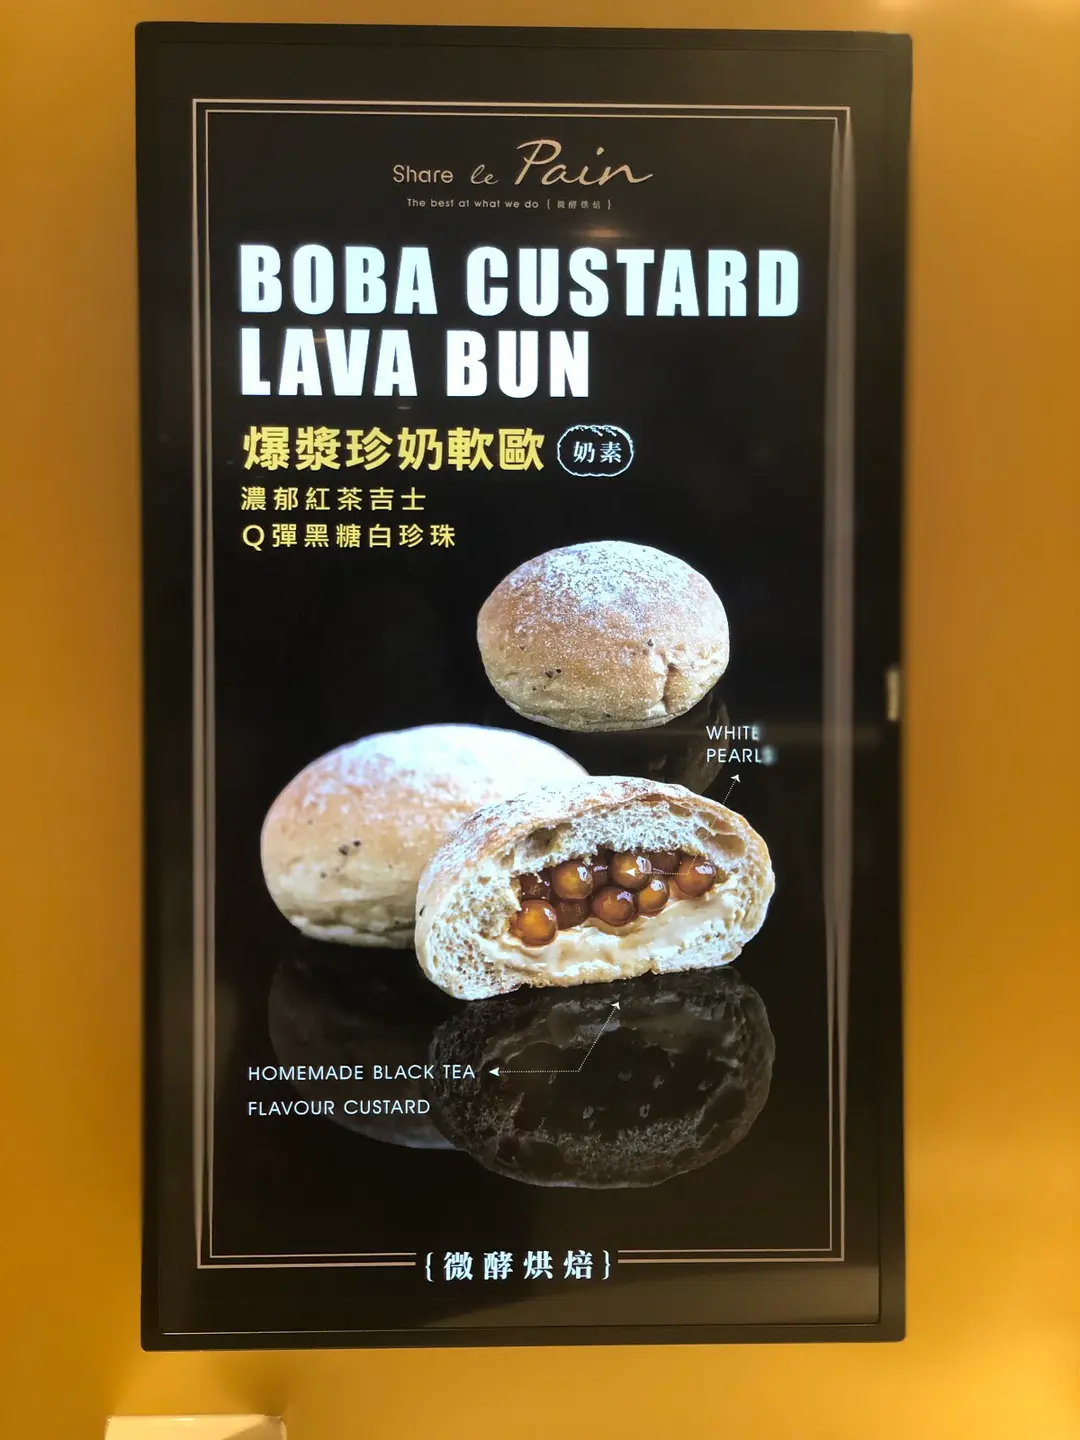 Share le Pain
The best at what we do { 微酵烘焙 }
BOBA CUSTARD
LAVA BUN
爆漿珍奶軟歐 奶素
濃郁紅茶吉士
Q彈黑糖白珍珠
WHITE
PEARLS
HOMEMADE BLACK TEA
FLAVOUR CUSTARD
{微酵烘焙}